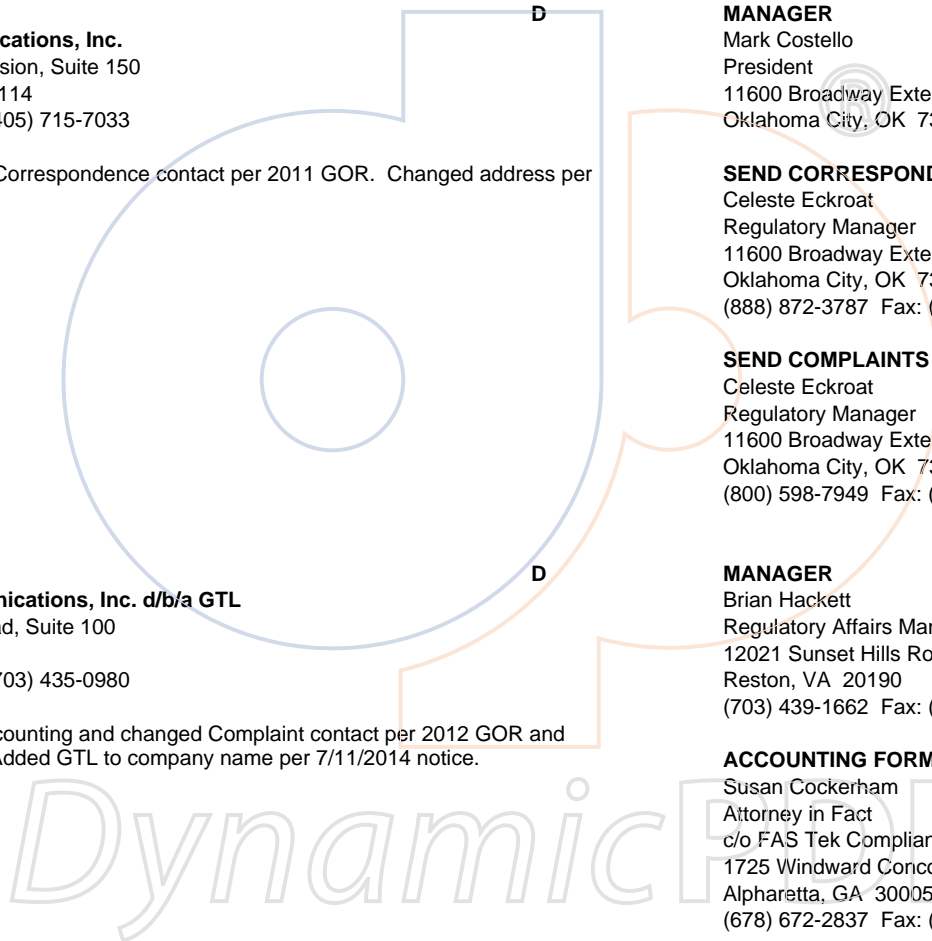 D
cations, Inc.
sion, Suite 150
114
405) 715-7033
Correspondence contact per 2011 GOR. Changed address per
MANAGER
Mark Costello
President
11600 Broadway Exte
Oklahoma City, OK 73
SEND CORRESPOND
Celeste Eckroat
Regulatory Manager
11600 Broadway Exte
Oklahoma City, OK 73
(888) 872-3787 Fax: (
SEND COMPLAINTS
Celeste Eckroat
Regulatory Manager
11600 Broadway Exte
Oklahoma City, OK 73
(800) 598-7949 Fax: (
D
nications, Inc. d/b/a GTL
ad, Suite 100
703) 435-0980
counting and changed Complaint contact per 2012 GOR and
Added GTL to company name per 7/11/2014 notice.
MANAGER
Brian Hackett
Regulatory Affairs Man
12021 Sunset Hills Ro
Reston, VA 20190
(703) 439-1662 Fax: (
ACCOUNTING FORM
Susan Cockerham
Attorney in Fact
c/o FAS Tek Complian
1725 Windward Conco
Alpharetta, GA 30005
(678) 672-2837 Fax: (
DynamicPDF
®